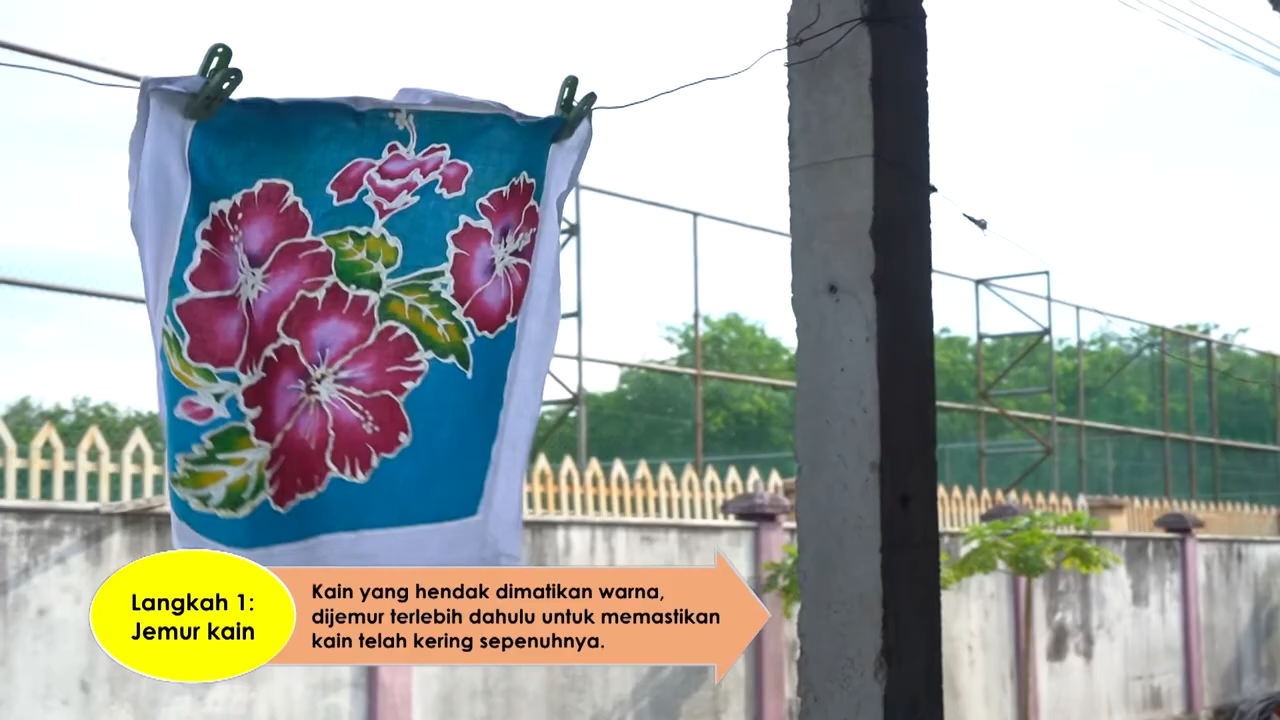 Langkah 1:
Jemur kain
Kain yang hendak dimatikan warna,
dijemur terlebih dahulu untuk memastikan
kain telah kering sepenuhnya.